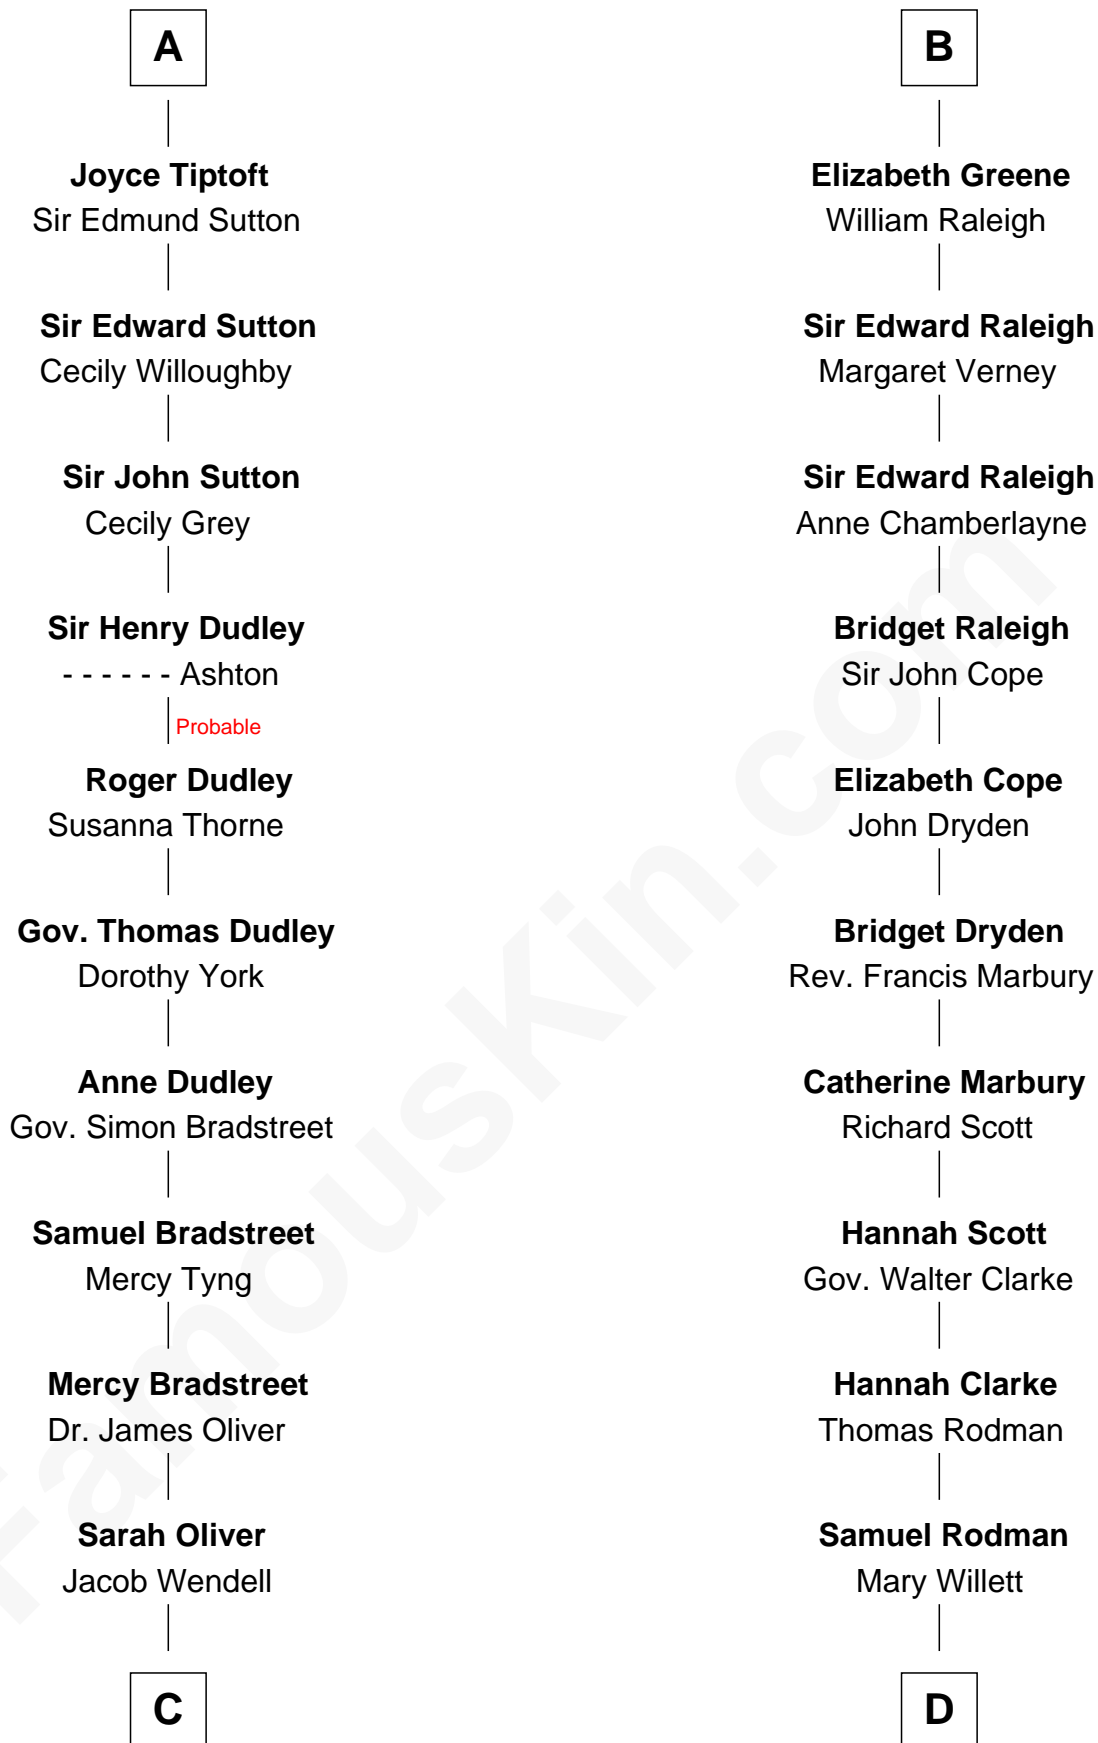 A
Joyce Tiptoft
Sir Edmund Sutton
Sir Edward Sutton
Cecily Willoughby
Sir John Sutton
Cecily Grey
Sir Henry Dudley
- - - - - - Ashton
Probable
Roger Dudley
Susanna Thorne
Gov. Thomas Dudley
Dorothy York
Anne Dudley
Gov. Simon Bradstreet
Samuel Bradstreet
Mercy Tyng
Mercy Bradstreet
Dr. James Oliver
Sarah Oliver
Jacob Wendell
C
B
Elizabeth Greene
William Raleigh
Sir Edward Raleigh
Margaret Verney
Sir Edward Raleigh
Anne Chamberlayne
Bridget Raleigh
Sir John Cope
Elizabeth Cope
John Dryden
Bridget Dryden
Rev. Francis Marbury
Catherine Marbury
Richard Scott
Hannah Scott
Gov. Walter Clarke
Hannah Clarke
Thomas Rodman
Samuel Rodman
Mary Willett
D
FamousKin.com